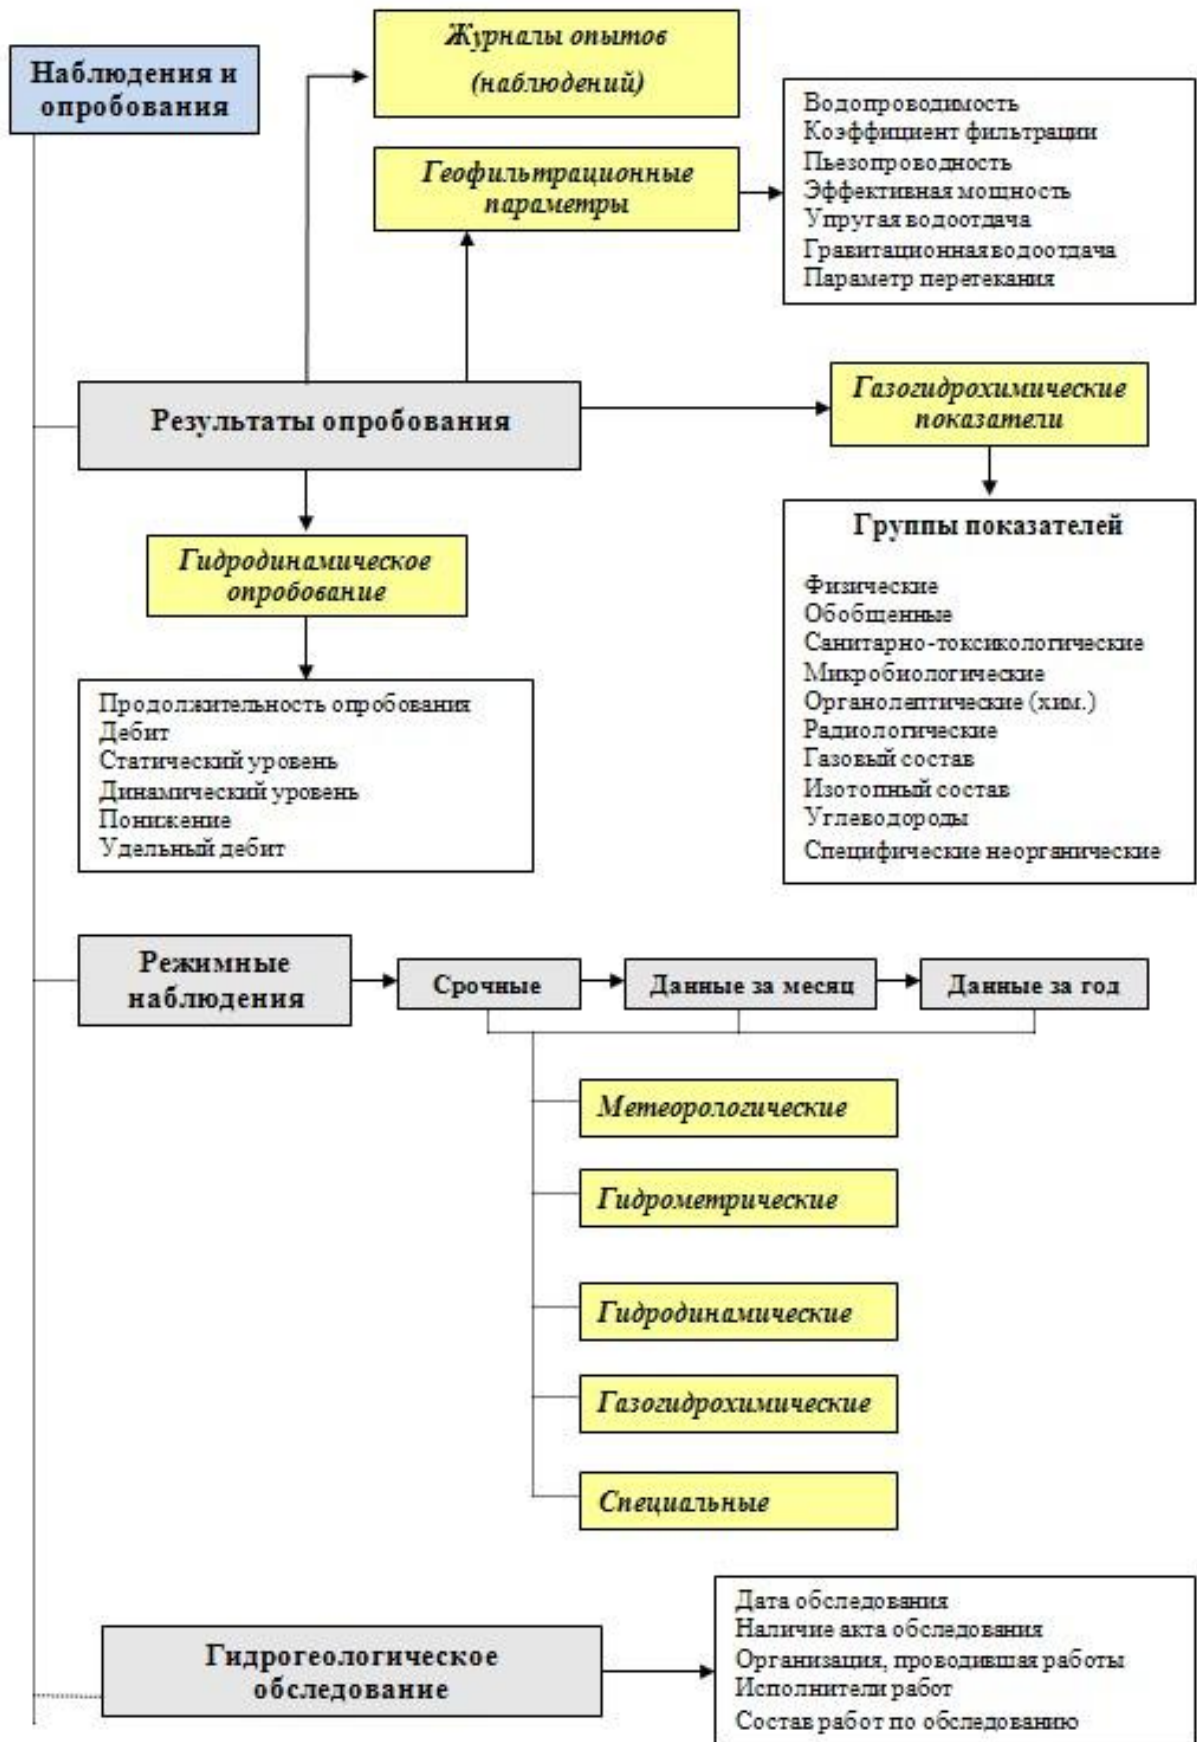 Наблюдения и
опробования
Журналы опытов
(наблюдений)
Геофильтрационные
параметры
Водопроводимость
Коэффициент фильтрации
Пьезопроводность
Эффективная мощность
Упругая водоотдача
Гравитационная водоотдача
Параметр перетекания
Результаты опробования
Газогидрохимические
показатели
Гидродинамическое
опробование
Группы показателей
Физические
Обобщенные
Санитарно-токсикологические
Микробиологические
Органолептические (хим.)
Радиологические
Газовый состав
Изотопный состав
Углеводороды
Специфические неорганические
Продолжительность опробования
Дебит
Статический уровень
Динамический уровень
Понижение
Удельный дебит
Режимные
наблюдения
Срочные
Данные за месяц
Данные за год
Метеорологические
Гидрометрические
Гидродинамические
Газогидрохимические
Специальные
Гидрогеологическое
обследование
Дата обследования
Наличие акта обследования
Организация, проводившая работы
Исполнители работ
Состав работ по обследованию